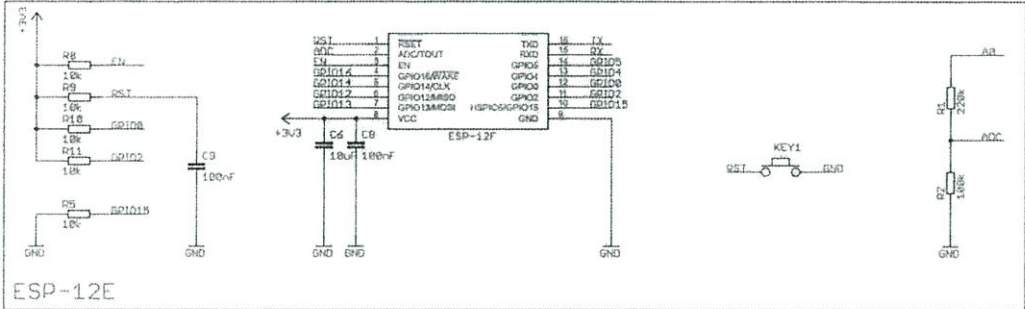 +3V3
R8
10k
EN
R9
10k
RST
R10
10k
GPIO0
R11
10k
GPIO2
C9
100nF
R5
10k
GPIO15
GND
GND
RST 1 RSET
ADC 2 ADC/TOUT
EN 3 EN
GPIO16 4 GPIO16/WAKE
GPIO14 5 GPIO14/CLK
GPIO12 6 GPIO12/MISO
GPIO13 7 GPIO13/MOSI
8 VCC
TXD 16 TX
RXD 15 RX
GPIO5 14 GPIO5
GPIO4 13 GPIO4
GPIO0 12 GPIO0
GPIO2 11 GPIO2
HSPICS/GPIO15 10 GPIO15
GND 9
ESP-12F
+3V3
C6
10uF
C8
100nF
GND
GND
GND
KEY1
RST
GND
A0
R1
220k
ADC
R2
100k
GND
ESP-12E